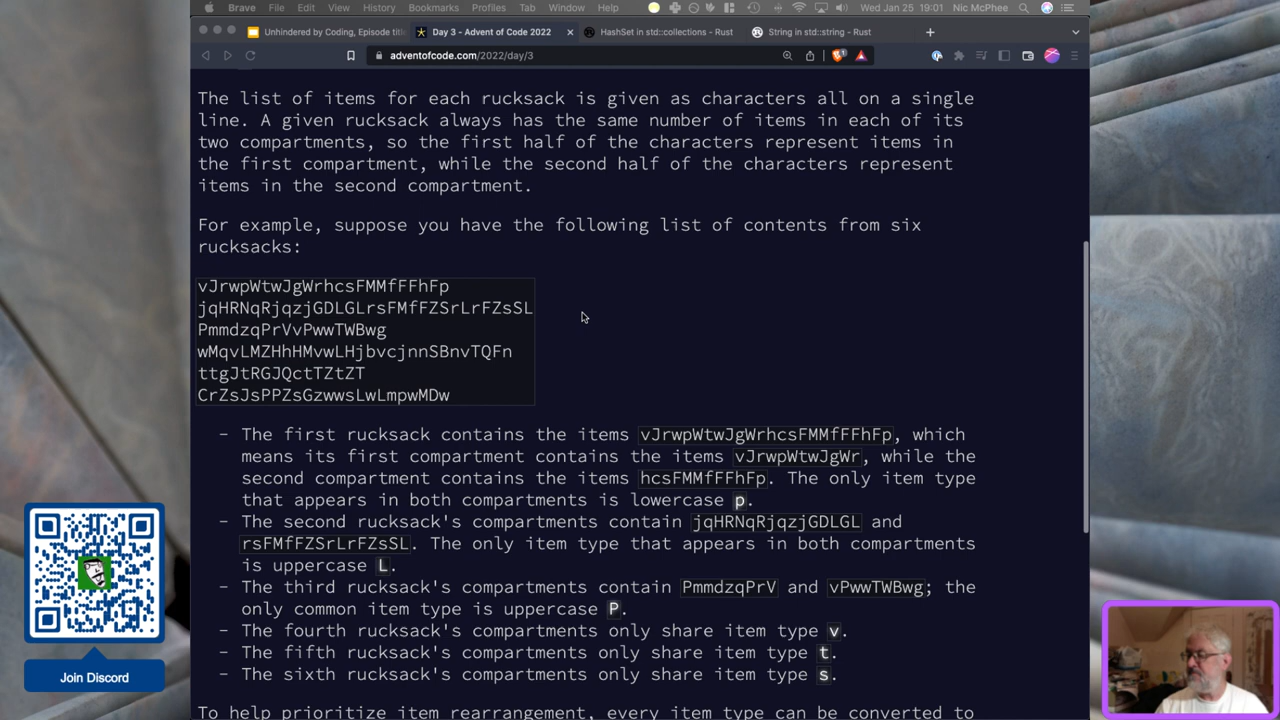 Brave File Edit View History Bookmarks Profiles Tab Window Help Wed Jan 25 19:01 Nic McPhee
Unhindered by Coding, Episode title Day 3 - Advent of Code 2022 HashSet in std::collections - Rust String in std::string - Rust
adventofcode.com/2022/day/3
The list of items for each rucksack is given as characters all on a single
line. A given rucksack always has the same number of items in each of its
two compartments, so the first half of the characters represent items in
the first compartment, while the second half of the characters represent
items in the second compartment.
For example, suppose you have the following list of contents from six
rucksacks:
vJrwpWtwJgWrhcsFMMfFFhFp
jqHRNqRjqzjGDLGLrsFMfFZSrLrFZsSL
PmmdzqPrVvPwwTWBwg
wMqvLMZHhHMvwLHjbvcjnnSBnvTQFn
ttgJtRGJQctTZtZT
CrZsJsPPZsGzwwsLwLmpwMDw
- The first rucksack contains the items vJrwpWtwJgWrhcsFMMfFFhFp, which
means its first compartment contains the items vJrwpWtwJgWr, while the
second compartment contains the items hcsFMMfFFhFp. The only item type
that appears in both compartments is lowercase p.
- The second rucksack's compartments contain jqHRNqRjqzjGDLGL and
rsFMfFZSrLrFZsSL. The only item type that appears in both compartments
is uppercase L.
- The third rucksack's compartments contain PmmdzqPrV and vPwwTWBwg; the
only common item type is uppercase P.
- The fourth rucksack's compartments only share item type v.
- The fifth rucksack's compartments only share item type t.
- The sixth rucksack's compartments only share item type s.
To help prioritize item rearrangement, every item type can be converted to
Join Discord